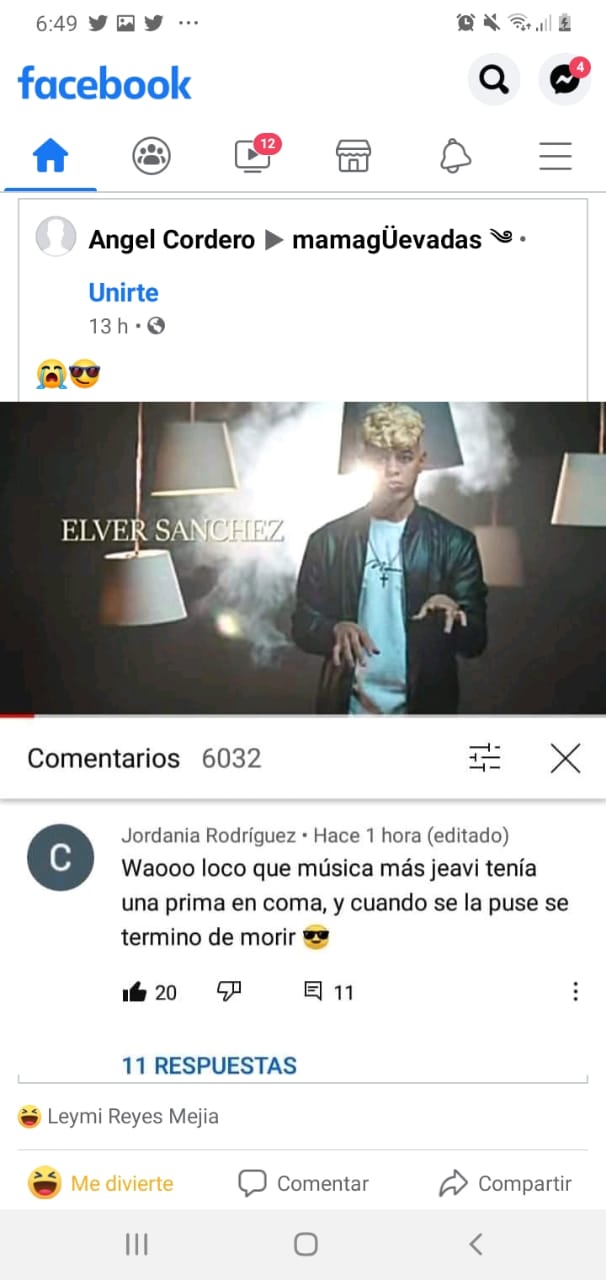 6:49
facebook
4
12
Angel Cordero ▶ mamagÜevadas ༄ •
Unirte
13 h •
😭😎
ELVER SANCHEZ
Comentarios 6032
C
Jordania Rodríguez • Hace 1 hora (editado)
Waooo loco que música más jeavi tenía
una prima en coma, y cuando se la puse se
termino de morir 😎
20
11
11 RESPUESTAS
😆 Leymi Reyes Mejia
😆 Me divierte
Comentar
Compartir